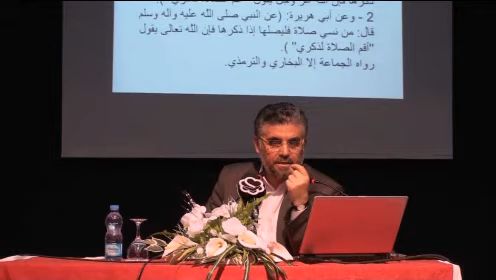 2 - وعن أبي هريرة: (عن النبي صلى الله عليه وآله وسلم
قال: من نسي صلاة فليصلها إذا ذكرها فإن الله تعالى يقول
"أقم الصلاة لذكري" ).
رواه الجماعة إلا البخاري والترمذي.